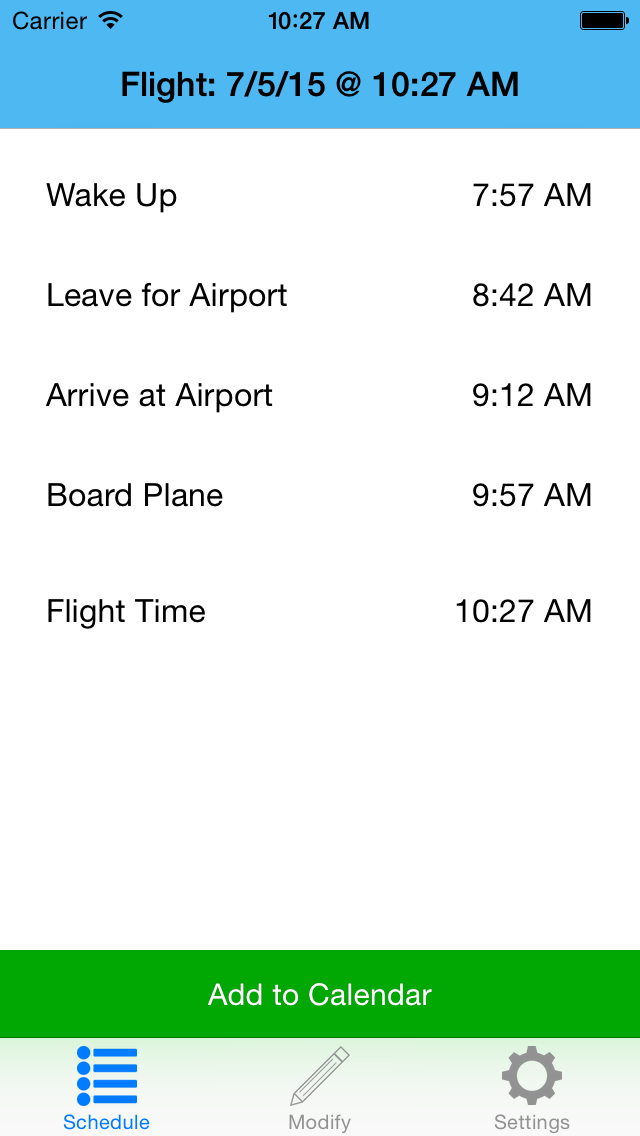 Carrier 10:27 AM
Flight: 7/5/15 @ 10:27 AM
Wake Up 7:57 AM
Leave for Airport 8:42 AM
Arrive at Airport 9:12 AM
Board Plane 9:57 AM
Flight Time 10:27 AM
Add to Calendar
Schedule Modify Settings